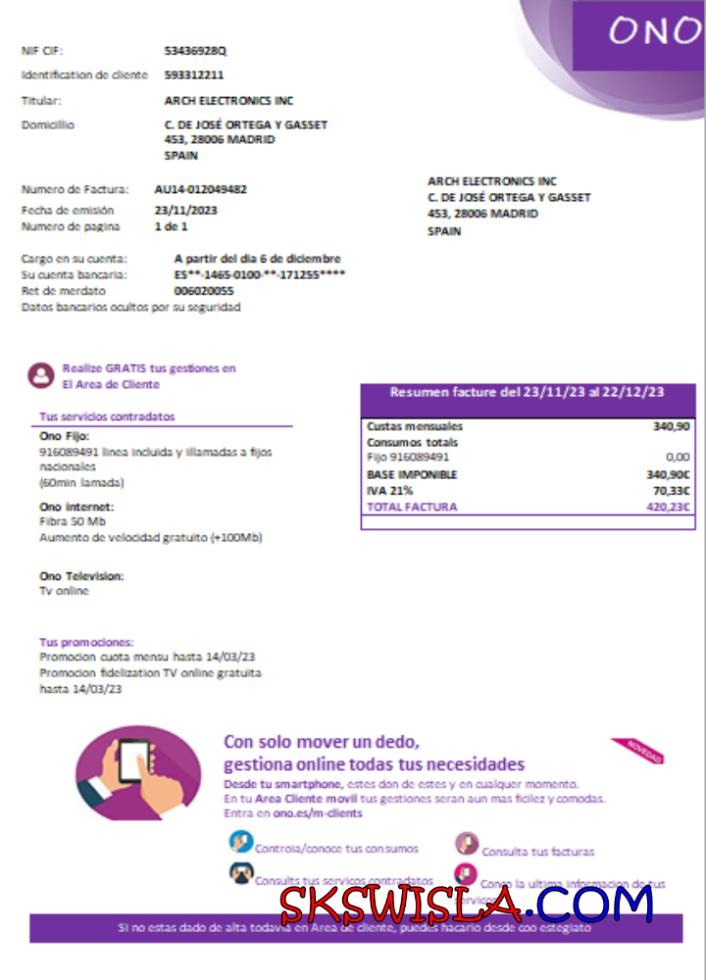 ONO
NIF CIF: 53436928Q
Identification de cliente 593312211
Titular: ARCH ELECTRONICS INC
Domicillio C. DE JOSÉ ORTEGA Y GASSET
453, 28006 MADRID
SPAIN
Numero de Factura: AU14-012049482
Fecha de emisión 23/11/2023
Numero de pagina 1 de 1
ARCH ELECTRONICS INC
C. DE JOSÉ ORTEGA Y GASSET
453, 28006 MADRID
SPAIN
Cargo en su cuenta: A partir del dia 6 de diciembre
Su cuenta bancaria: ES**-1465-0100-**-171255****
Ret de merdato 006020055
Datos bancarios ocultos por su seguridad
Realize GRATIS tus gestiones en
El Area de Cliente
Tus servicios contradatos
Ono Fijo:
916089491 linea incluida y illamadas a fijos
nacionales
(60min lamada)
Ono internet:
Fibra 50 Mb
Aumento de velocidad gratuito (+100Mb)
Ono Television:
Tv online
Tus promociones:
Promocion cuota mensu hasta 14/03/23
Promocion fidelization TV online gratuita
hasta 14/03/23
Resumen facture del 23/11/23 al 22/12/23
Custas mensuales 340,90
Consumos totals
Fijo 916089491 0,00
BASE IMPONIBLE 340,90€
IVA 21% 70,33€
TOTAL FACTURA 420,23€
Con solo mover un dedo,
gestiona online todas tus necesidades
NOVEDAD
Desde tu smartphone, estes don de estes y en cualquer momento.
En tu Area Cliente movil tus gestiones seran aun mas ficilez y comodas.
Entra en ono.es/m-clients
Controla/conoce tus consumos
Consulta tus facturas
Consults tus servicos contradatos
Conco la ultima informacion de tus
servicos
SKSWISLA.COM
Si no estas dado de alta todavia en Area de cliente, puedes hacario desde coo estegiato